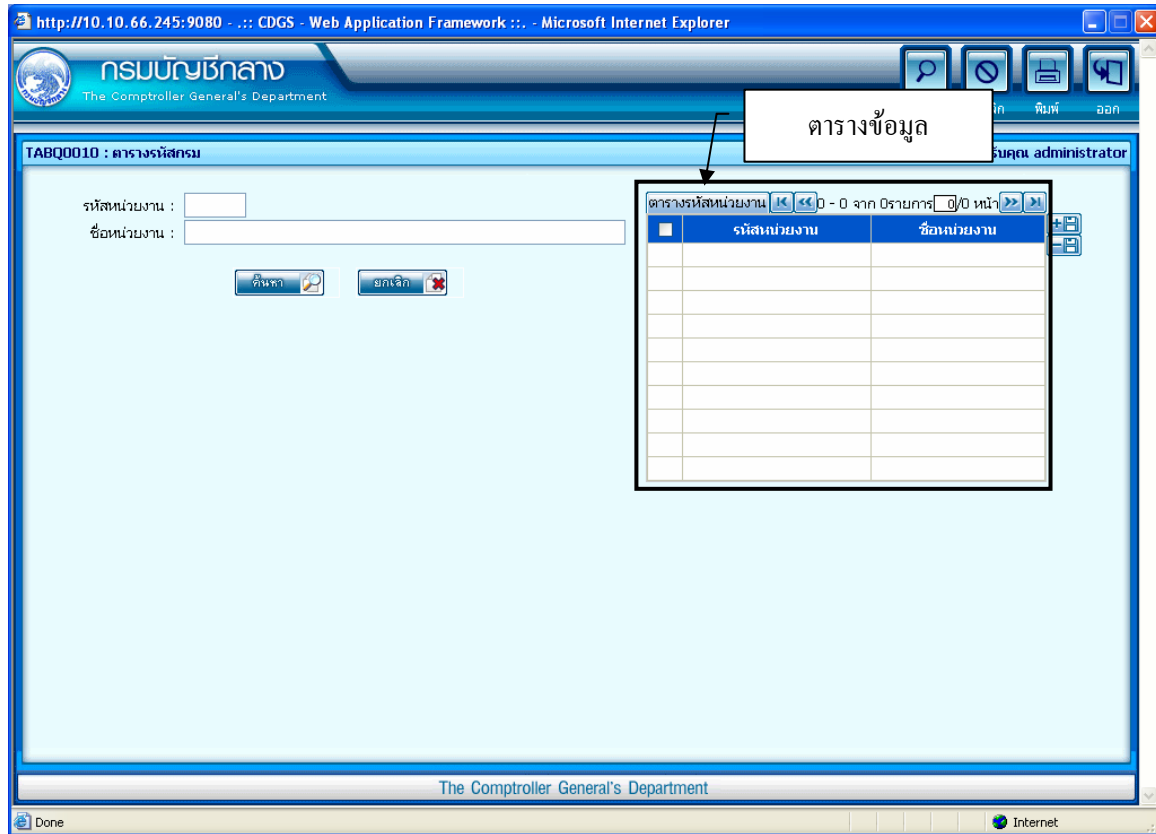 http://10.10.66.245:9080 - .:: CDGS - Web Application Framework ::. - Microsoft Internet Explorer
กรมบัญชีกลาง
The Comptroller General's Department
พิมพ์ ออก
ตารางข้อมูล
TABQ0010 : ตารางรหัสกรม administrator
รหัสหน่วยงาน :
ชื่อหน่วยงาน :
ค้นหา ยกเลิก
ตารางรหัสหน่วยงาน 0 - 0 จาก 0รายการ 0/0 หน้า
รหัสหน่วยงาน ชื่อหน่วยงาน
The Comptroller General's Department
Done Internet